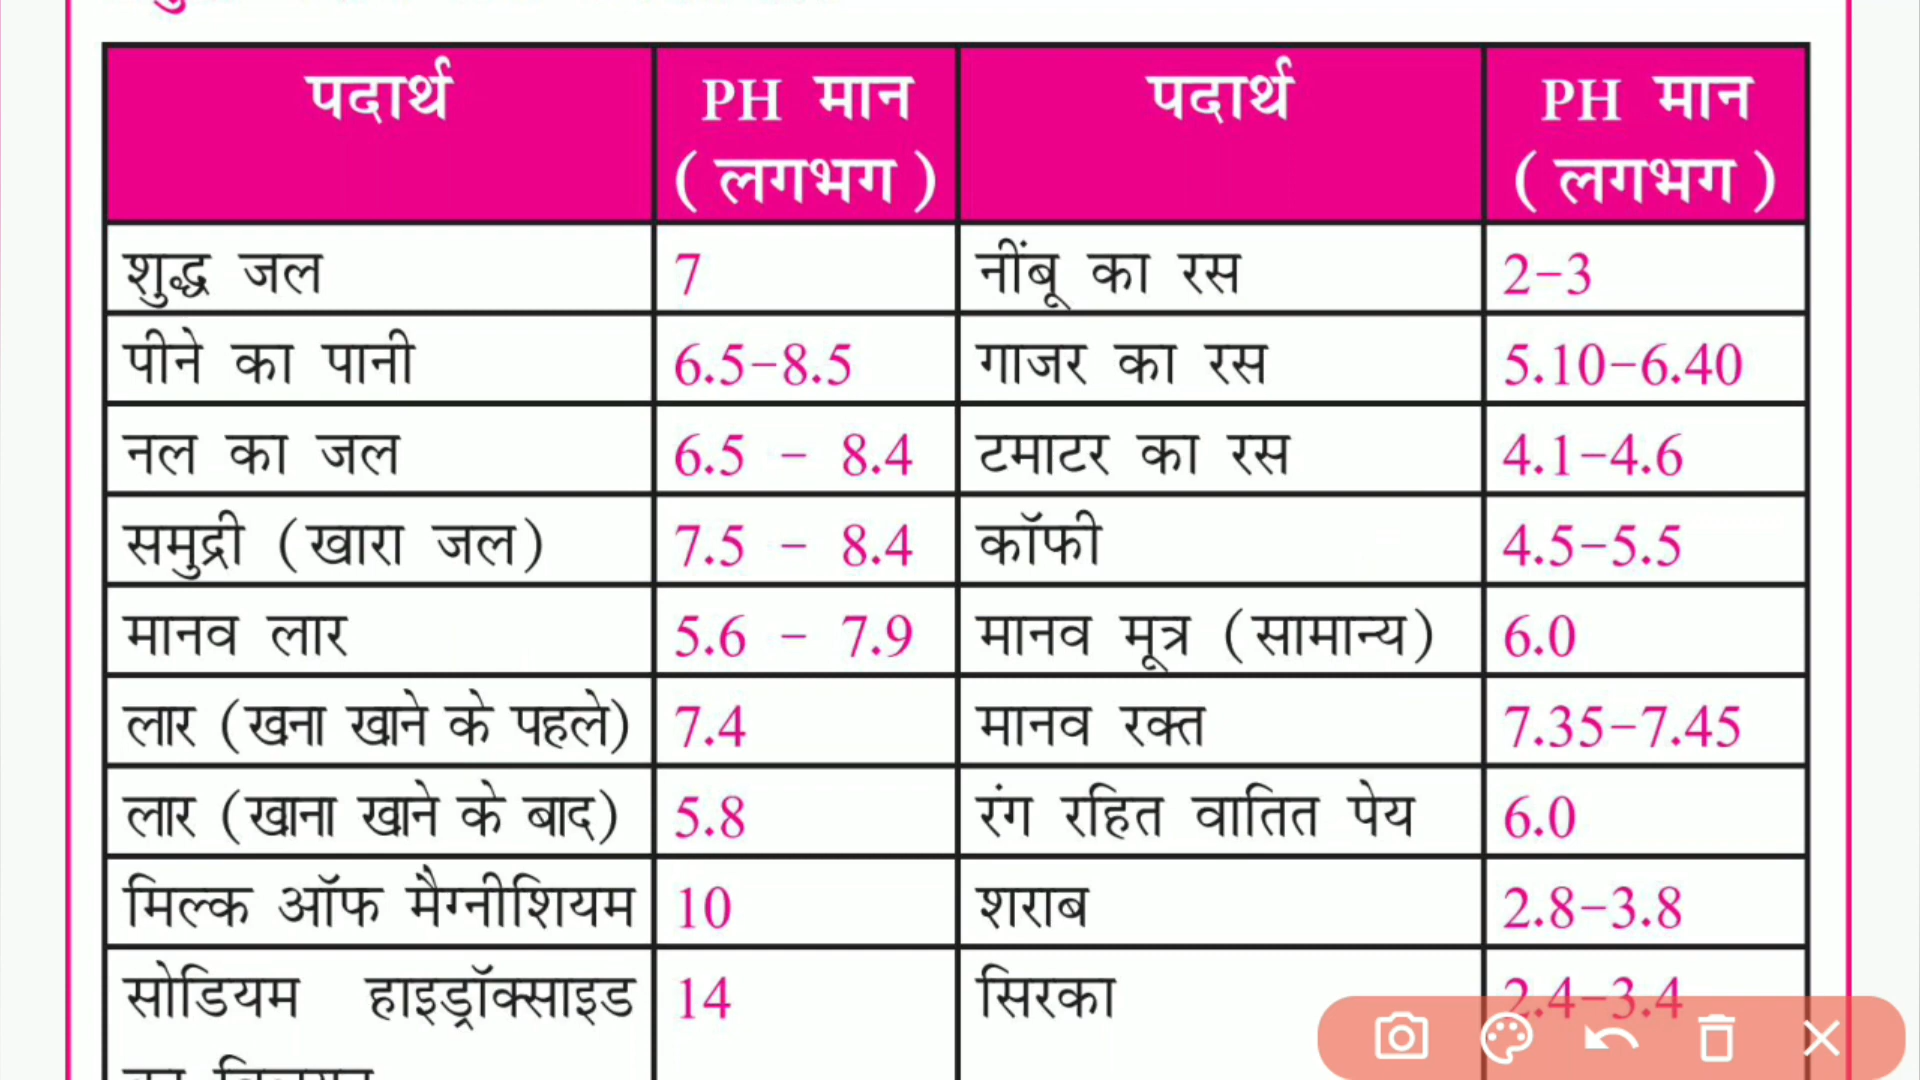 पदार्थ PH मान (लगभग) पदार्थ PH मान (लगभग)
शुद्ध जल 7 नींबू का रस 2-3
पीने का पानी 6.5-8.5 गाजर का रस 5.10-6.40
नल का जल 6.5 - 8.4 टमाटर का रस 4.1-4.6
समुद्री (खारा जल) 7.5 - 8.4 कॉफी 4.5-5.5
मानव लार 5.6 - 7.9 मानव मूत्र (सामान्य) 6.0
लार (खना खाने के पहले) 7.4 मानव रक्त 7.35-7.45
लार (खाना खाने के बाद) 5.8 रंग रहित वातित पेय 6.0
मिल्क ऑफ मैग्नीशियम 10 शराब 2.8-3.8
सोडियम हाइड्रॉक्साइड 14 सिरका 2.4-3.4